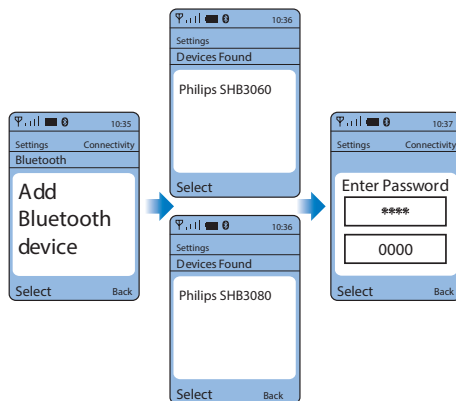 10:35
Settings Connectivity
Bluetooth
Add
Bluetooth
device
Select Back
10:36
Settings
Devices Found
Philips SHB3060
Select
10:36
Settings
Devices Found
Philips SHB3080
Select Back
10:37
Settings Connectivity
Enter Password
****
0000
Select Back